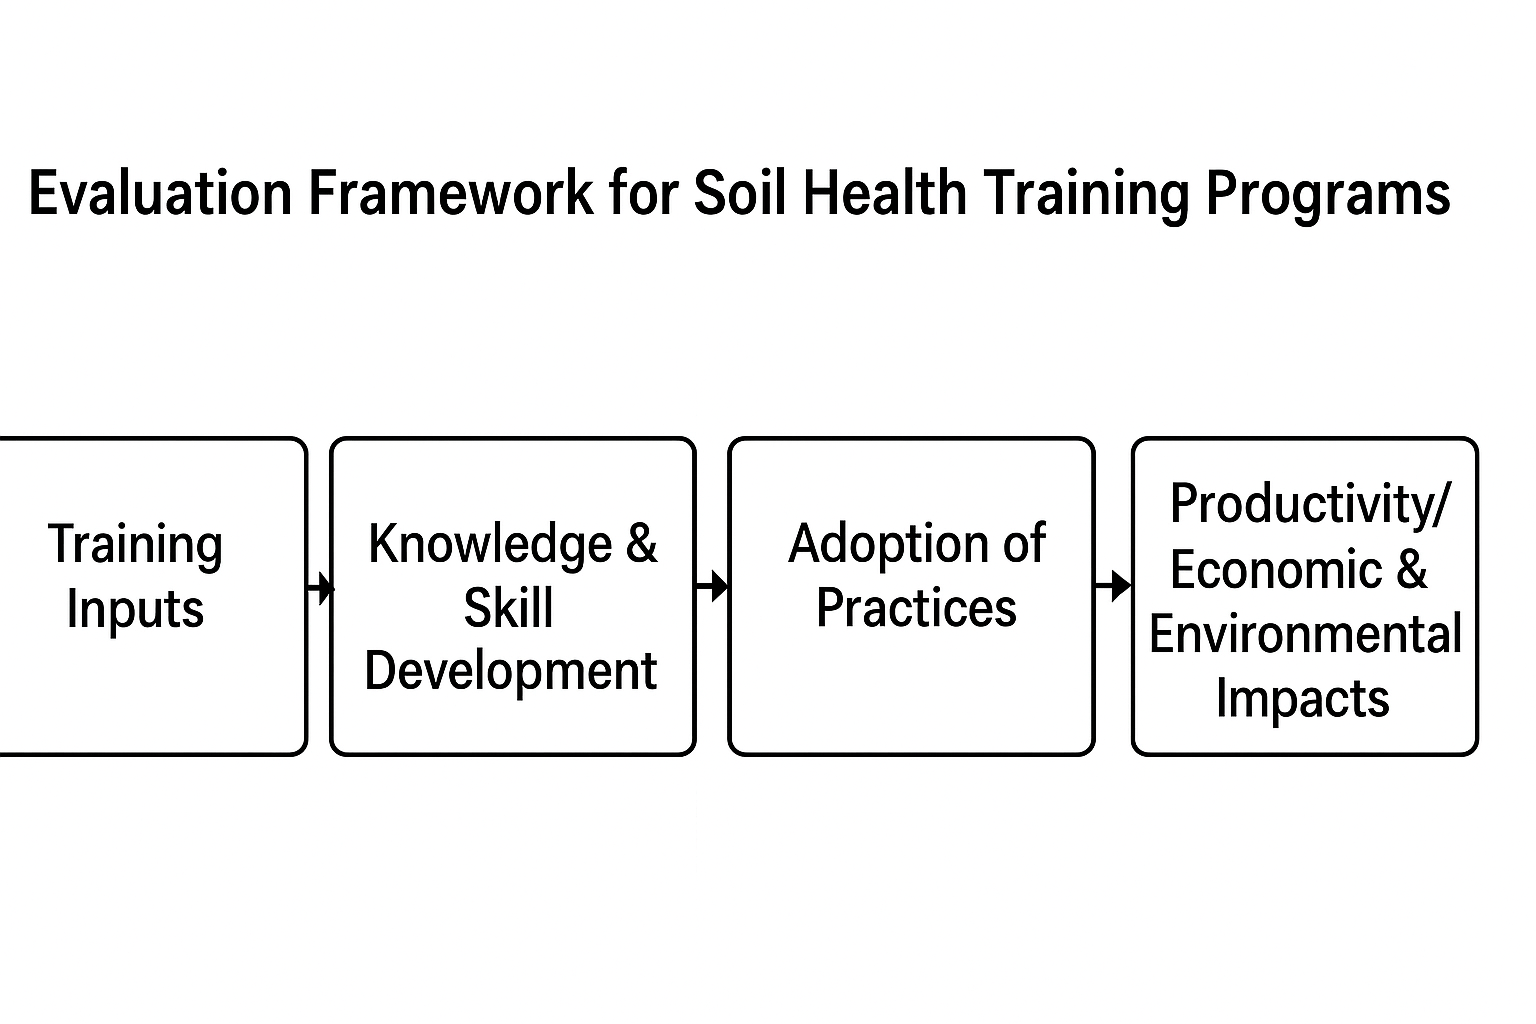 Evaluation Framework for Soil Health Training Programs
Training
Inputs
Knowledge &
Skill
Development
Adoption of
Practices
Productivity/
Economic &
Environmental
Impacts